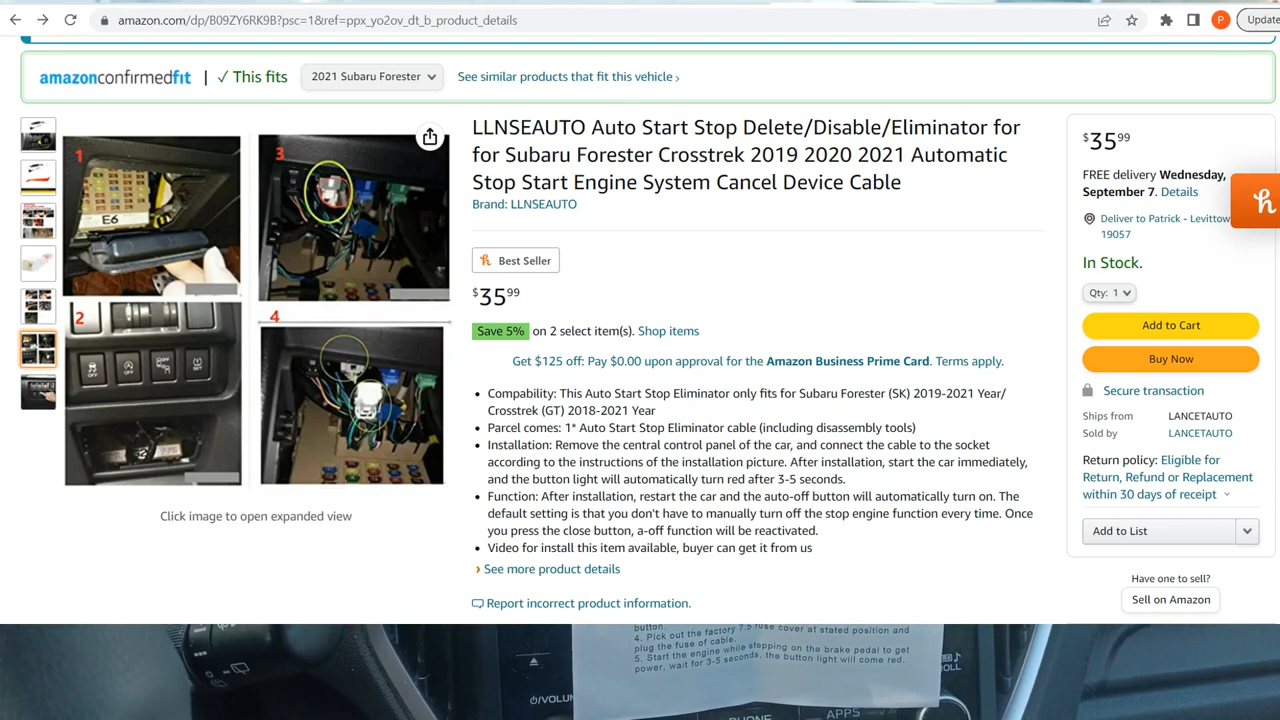 amazon.com/dp/B09ZY6RK9B?psc=1&ref=ppx_yo2ov_dt_b_product_details
P
Update
amazonconfirmedfit | ✓ This fits 2021 Subaru Forester See similar products that fit this vehicle ›
1
E6
2
3
4
Click image to open expanded view
LLNSEAUTO Auto Start Stop Delete/Disable/Eliminator for
for Subaru Forester Crosstrek 2019 2020 2021 Automatic
Stop Start Engine System Cancel Device Cable
Brand: LLNSEAUTO
h Best Seller
$3599
Save 5% on 2 select item(s). Shop items
Get $125 off: Pay $0.00 upon approval for the Amazon Business Prime Card. Terms apply.
• Compability: This Auto Start Stop Eliminator only fits for Subaru Forester (SK) 2019-2021 Year/
Crosstrek (GT) 2018-2021 Year
• Parcel comes: 1* Auto Start Stop Eliminator cable (including disassembly tools)
• Installation: Remove the central control panel of the car, and connect the cable to the socket
according to the instructions of the installation picture. After installation, start the car immediately,
and the button light will automatically turn red after 3-5 seconds.
• Function: After installation, restart the car and the auto-off button will automatically turn on. The
default setting is that you don't have to manually turn off the stop engine function every time. Once
you press the close button, a-off function will be reactivated.
• Video for install this item available, buyer can get it from us
› See more product details
Report incorrect product information.
$3599
FREE delivery Wednesday,
September 7. Details
Deliver to Patrick - Levittow
19057
In Stock.
Qty: 1
Add to Cart
Buy Now
Secure transaction
Ships from LANCETAUTO
Sold by LANCETAUTO
Return policy: Eligible for
Return, Refund or Replacement
within 30 days of receipt
Add to List
Have one to sell?
Sell on Amazon
h
button.
4. Pick out the factory 7.5 fuse cover at stated position and
plug the fuse of cable.
5. Start the engine while stepping on the brake pedal to get
power, wait for 3-5 seconds, the button light will come red.
⏻/VOLUM
PHONE
APPS
ROLL